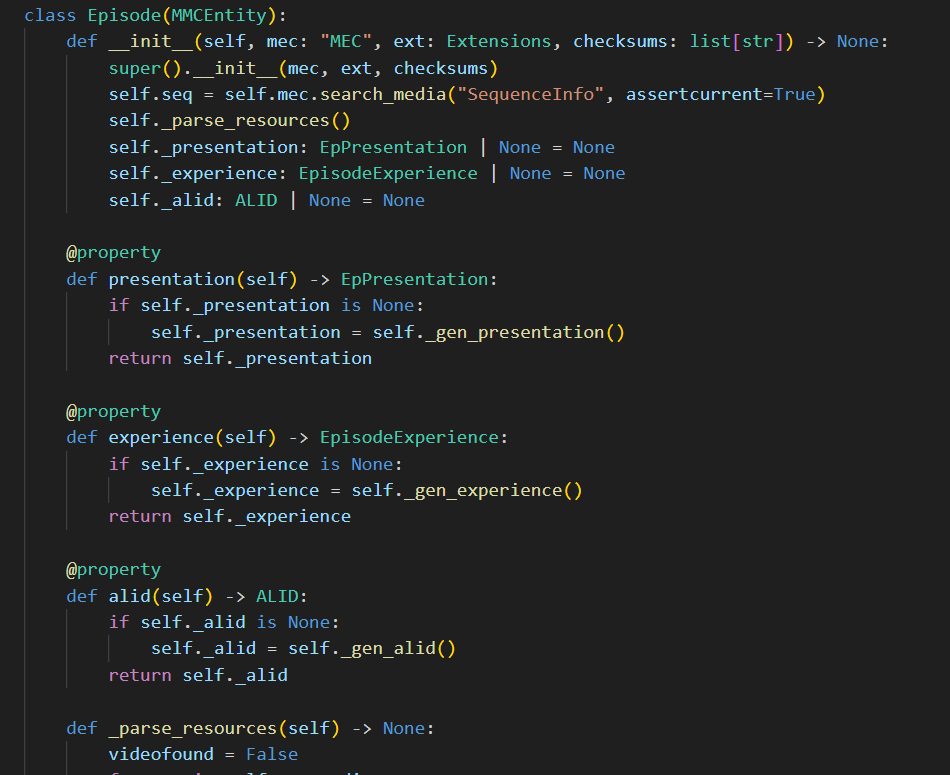 class Episode(MMCEntity):
    def __init__(self, mec: "MEC", ext: Extensions, checksums: list[str]) -> None:
        super().__init__(mec, ext, checksums)
        self.seq = self.mec.search_media("SequenceInfo", assertcurrent=True)
        self._parse_resources()
        self._presentation: EpPresentation | None = None
        self._experience: EpisodeExperience | None = None
        self._alid: ALID | None = None

    @property
    def presentation(self) -> EpPresentation:
        if self._presentation is None:
            self._presentation = self._gen_presentation()
        return self._presentation

    @property
    def experience(self) -> EpisodeExperience:
        if self._experience is None:
            self._experience = self._gen_experience()
        return self._experience

    @property
    def alid(self) -> ALID:
        if self._alid is None:
            self._alid = self._gen_alid()
        return self._alid

    def _parse_resources(self) -> None:
        videofound = False